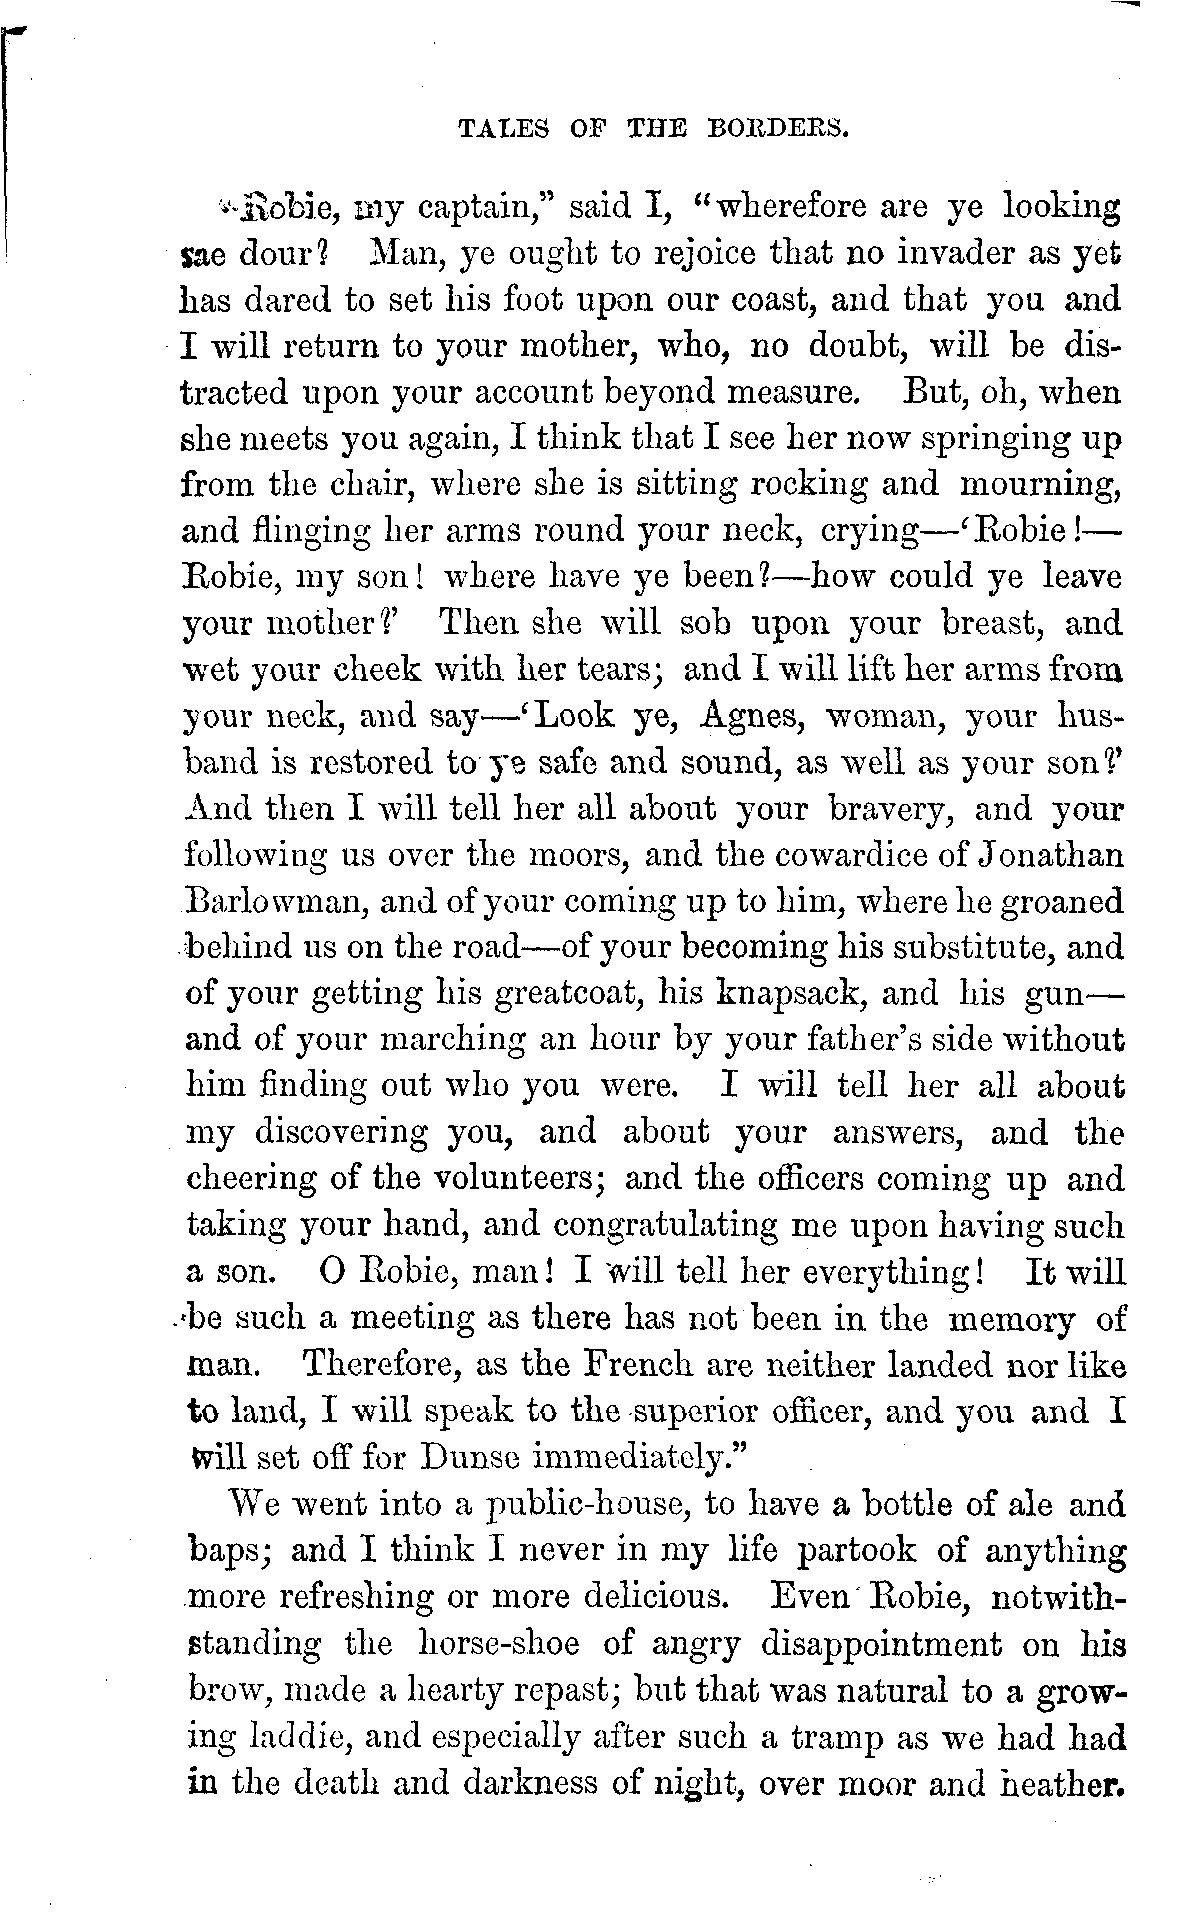 TALES OF THE BORDERS.
"Robie, my captain," said I, "wherefore are ye looking
sae dour? Man, ye ought to rejoice that no invader as yet
has dared to set his foot upon our coast, and that you and
I will return to your mother, who, no doubt, will be dis-
tracted upon your account beyond measure. But, oh, when
she meets you again, I think that I see her now springing up
from the chair, where she is sitting rocking and mourning,
and flinging her arms round your neck, crying—'Robie!—
Robie, my son! where have ye been?—how could ye leave
your mother?' Then she will sob upon your breast, and
wet your cheek with her tears; and I will lift her arms from
your neck, and say—'Look ye, Agnes, woman, your hus-
band is restored to ye safe and sound, as well as your son?'
And then I will tell her all about your bravery, and your
following us over the moors, and the cowardice of Jonathan
Barlowman, and of your coming up to him, where he groaned
behind us on the road—of your becoming his substitute, and
of your getting his greatcoat, his knapsack, and his gun—
and of your marching an hour by your father's side without
him finding out who you were. I will tell her all about
my discovering you, and about your answers, and the
cheering of the volunteers; and the officers coming up and
taking your hand, and congratulating me upon having such
a son. O Robie, man! I will tell her everything! It will
be such a meeting as there has not been in the memory of
man. Therefore, as the French are neither landed nor like
to land, I will speak to the superior officer, and you and I
will set off for Dunse immediately."
We went into a public-house, to have a bottle of ale and
baps; and I think I never in my life partook of anything
more refreshing or more delicious. Even Robie, notwith-
standing the horse-shoe of angry disappointment on his
brow, made a hearty repast; but that was natural to a grow-
ing laddie, and especially after such a tramp as we had had
in the death and darkness of night, over moor and heather.